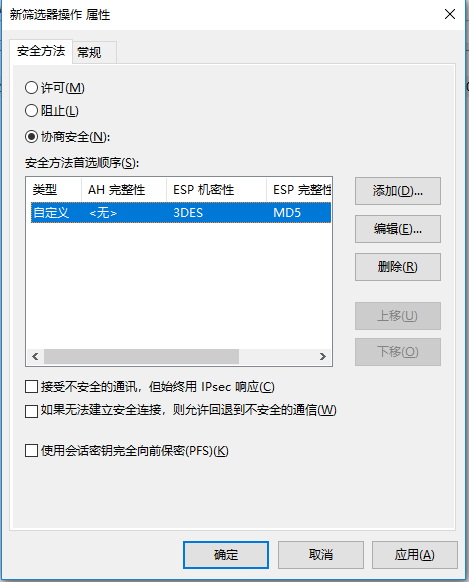 新筛选器操作 属性
安全方法 常规
许可(M)
阻止(L)
协商安全(N):
安全方法首选顺序(S):
类型 AH 完整性 ESP 机密性 ESP 完整性
自定义 <无> 3DES MD5
添加(D)...
编辑(E)...
删除(R)
上移(U)
下移(O)
接受不安全的通讯，但始终用 IPsec 响应(C)
如果无法建立安全连接，则允许回退到不安全的通信(W)
使用会话密钥完全向前保密(PFS)(K)
确定 取消 应用(A)